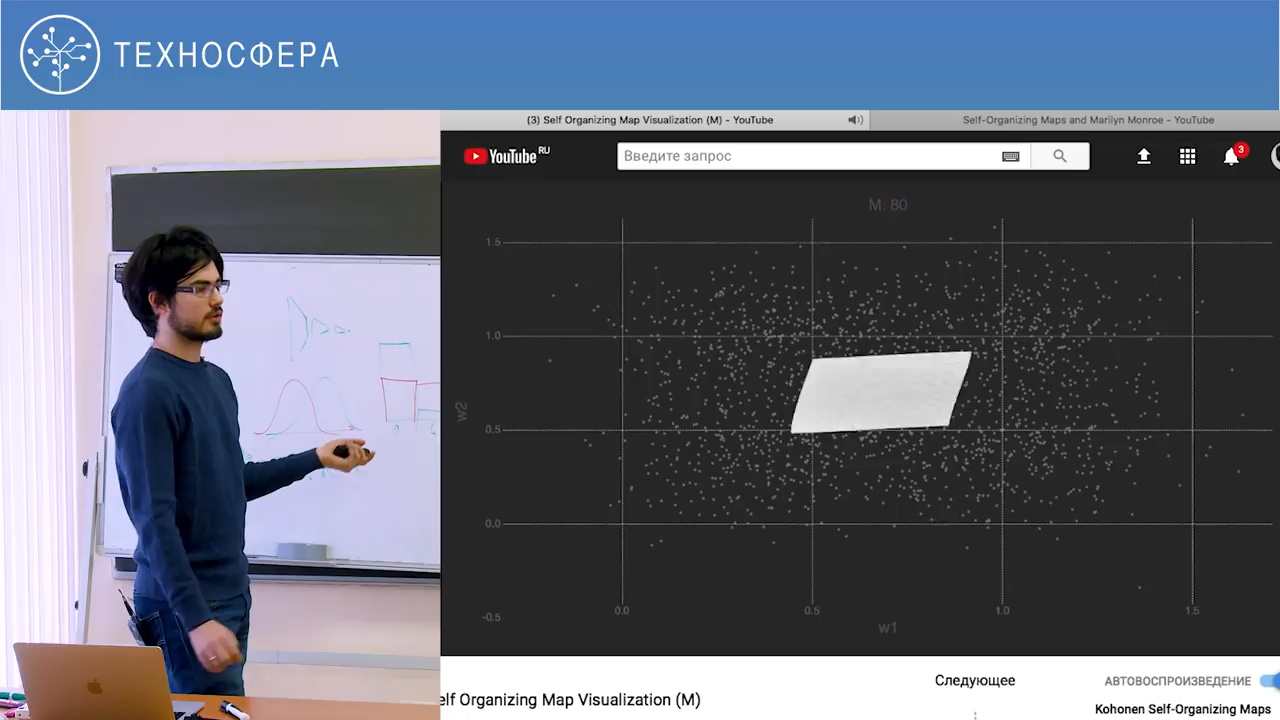 ТЕХНОСФЕРА
(3) Self Organizing Map Visualization (M) - YouTube
Self-Organizing Maps and Marilyn Monroe - YouTube
YouTube RU
Введите запрос
3
M: 80
1.5
1.0
w2
0.5
0.0
-0.5
0.0
0.5
1.0
1.5
w1
elf Organizing Map Visualization (M)
Следующее
АВТОВОСПРОИЗВЕДЕНИЕ
Kohonen Self-Organizing Maps